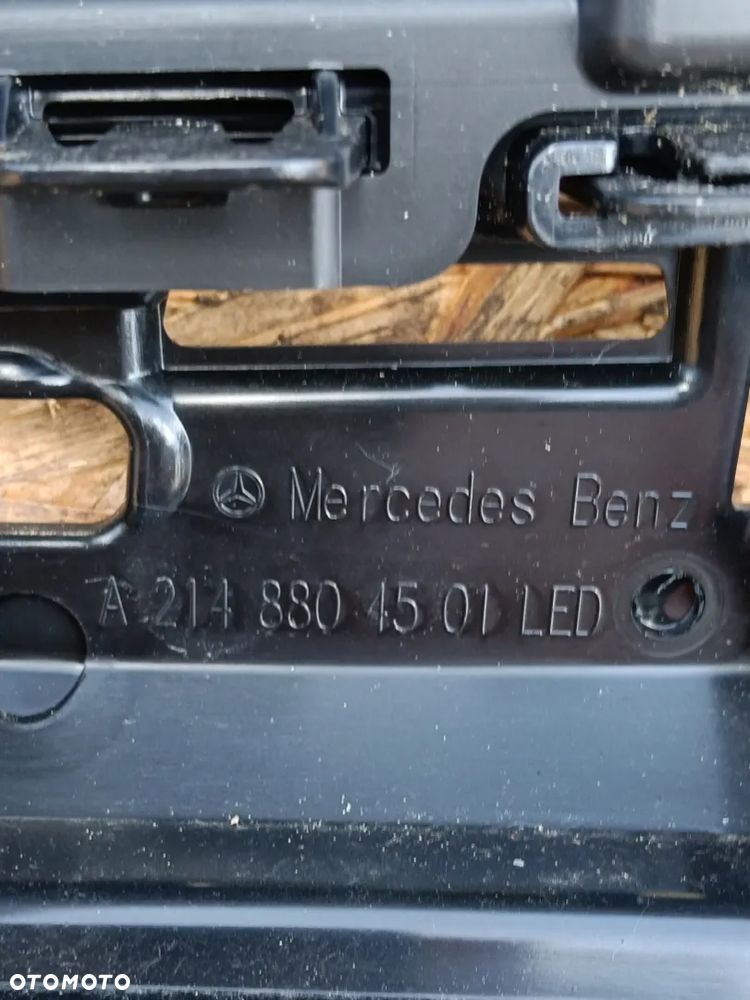 Mercedes Benz
A 214 880 45 01 LED
OTOMOTO